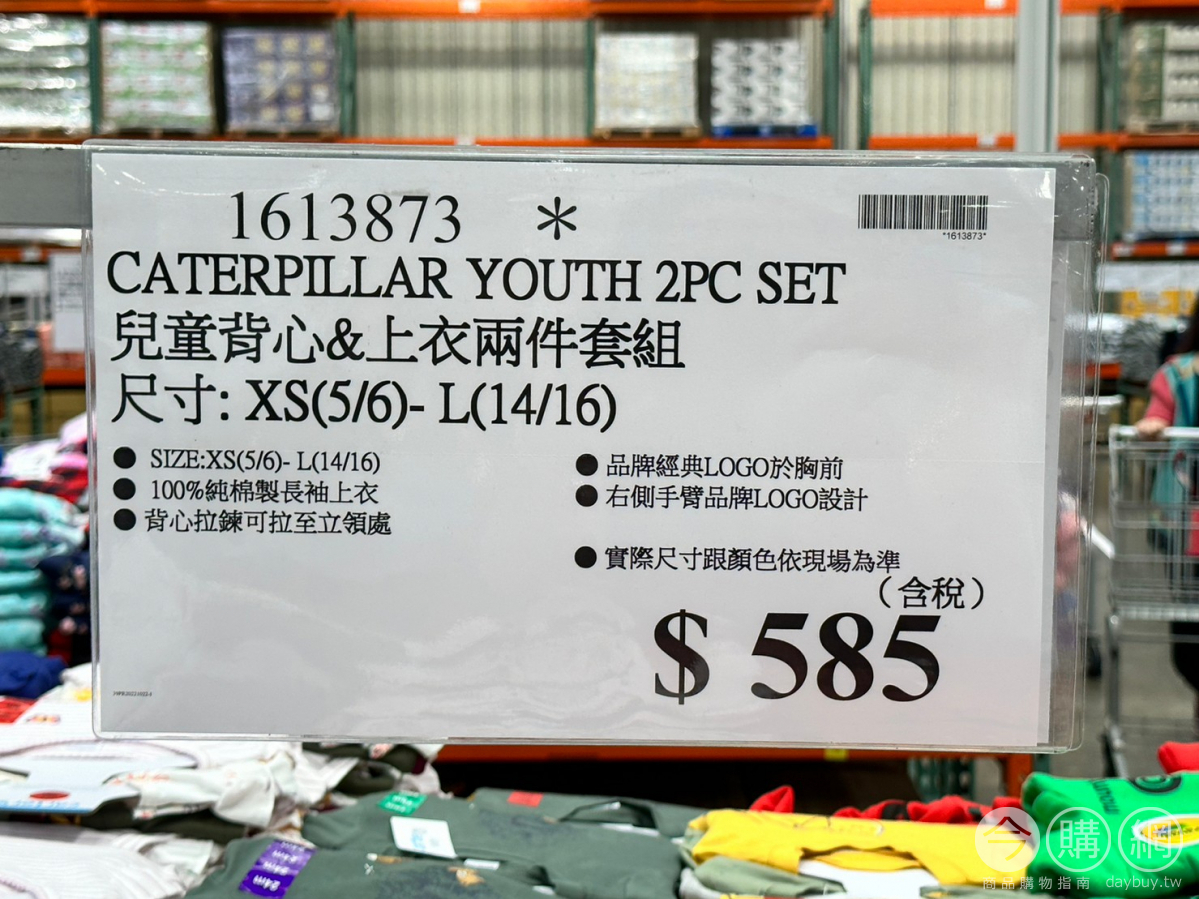 1613873 *
*1613873*
CATERPILLAR YOUTH 2PC SET
兒童背心&上衣兩件套組
尺寸: XS(5/6)- L(14/16)
● SIZE:XS(5/6)- L(14/16)
● 100%純棉製長袖上衣
● 背心拉鍊可拉至立領處
● 品牌經典LOGO於胸前
● 右側手臂品牌LOGO設計
● 實際尺寸跟顏色依現場為準
(含稅)
$ 585
24m
今購網
商品購物指南 daybuy.tw